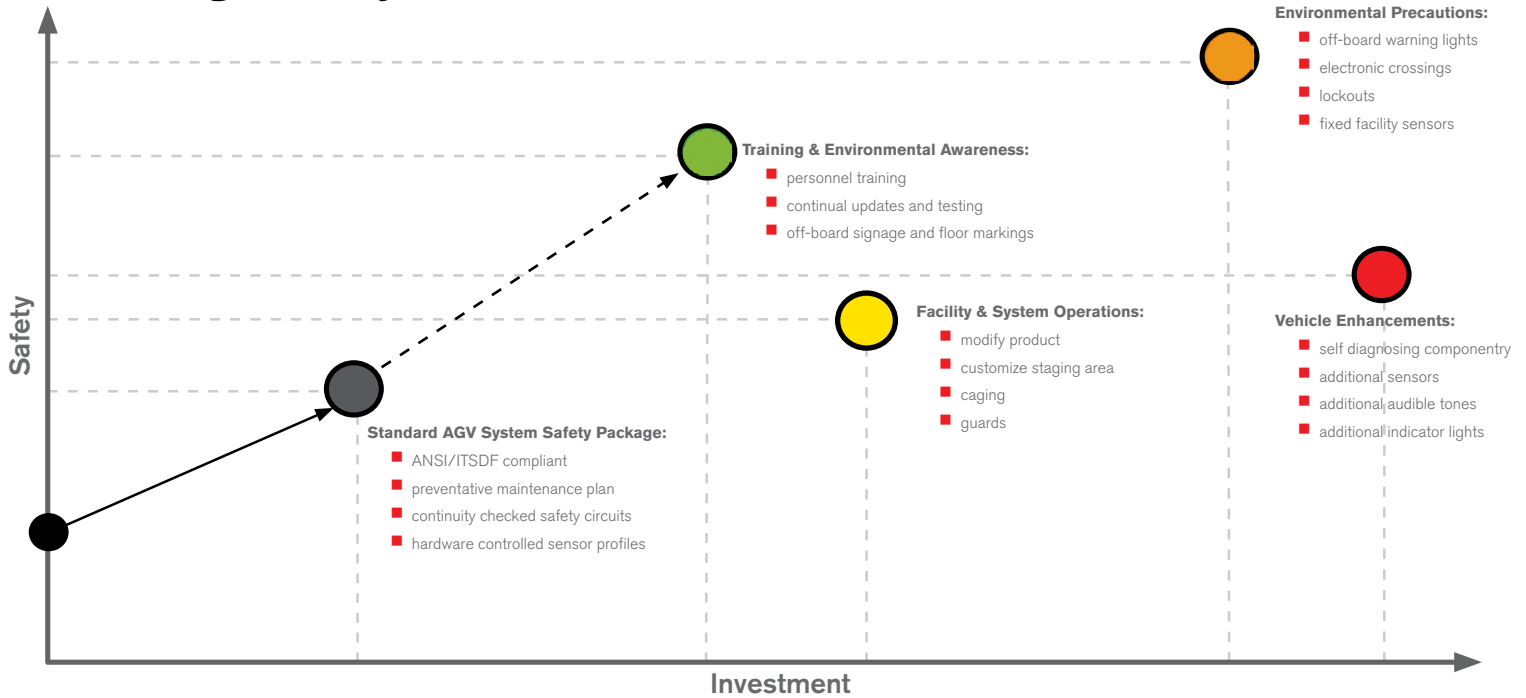 Environmental Precautions:
off-board warning lights
electronic crossings
lockouts
fixed facility sensors
Training & Environmental Awareness:
personnel training
continual updates and testing
off-board signage and floor markings
Facility & System Operations:
modify product
customize staging area
caging
guards
Vehicle Enhancements:
self diagnosing componentry
additional sensors
additional audible tones
additional indicator lights
Standard AGV System Safety Package:
ANSI/ITSDF compliant
preventative maintenance plan
continuity checked safety circuits
hardware controlled sensor profiles
Safety
Investment